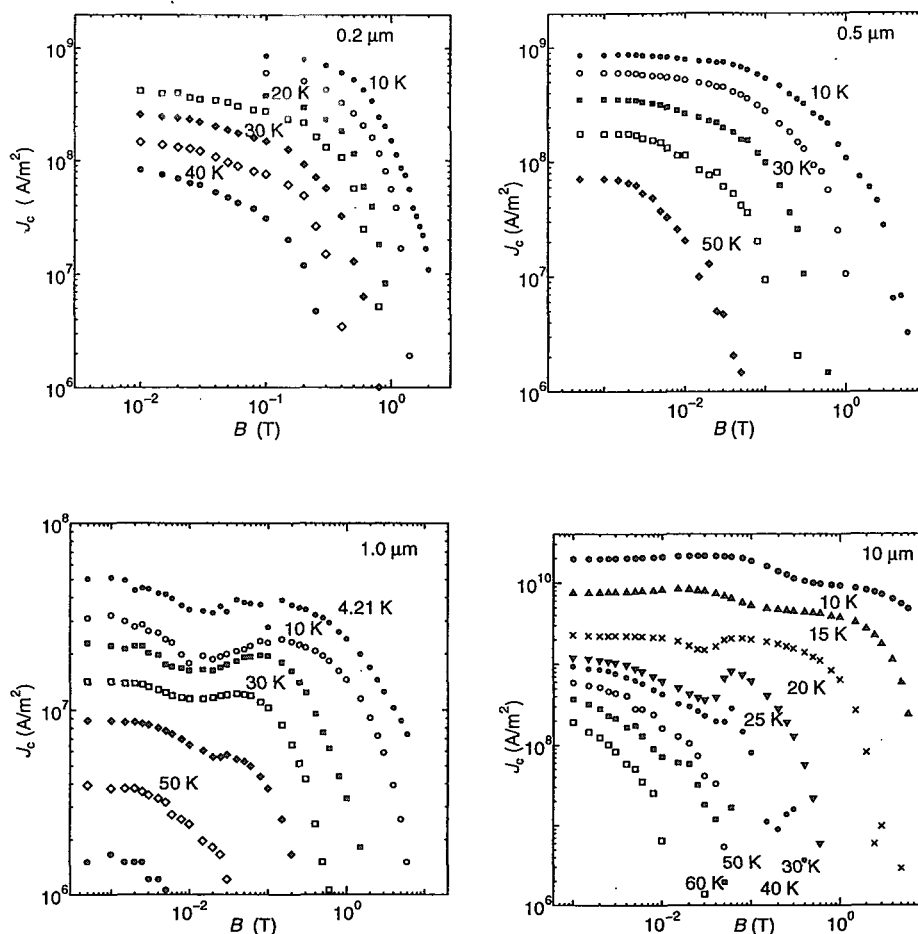 0.2 μm
10⁹
10 K
20 K
30 K
40 K
10⁸
10⁷
10⁶
J_c (A/m²)
10⁻² 10⁻¹ 10⁰
B (T)
0.5 μm
10⁹
10 K
30 K
50 K
10⁸
10⁷
10⁶
J_c (A/m²)
10⁻² 10⁰
B (T)
1.0 μm
10⁸
4.21 K
10 K
30 K
50 K
10⁷
10⁶
J_c (A/m²)
10⁻² 10⁰
B (T)
10 μm
10¹⁰
10 K
15 K
20 K
25 K
30 K
50 K
60 K
40 K
10⁸
10⁶
J_c (A/m²)
10⁻² 10⁰
B (T)